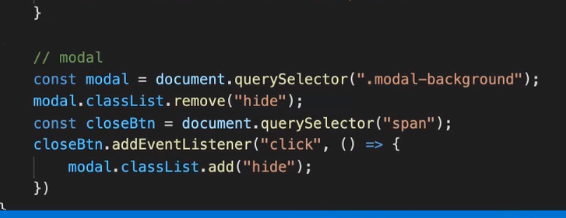 }
// modal
const modal = document.querySelector(".modal-background");
modal.classList.remove("hide");
const closeBtn = document.querySelector("span");
closeBtn.addEventListener("click", () => {
modal.classList.add("hide");
})